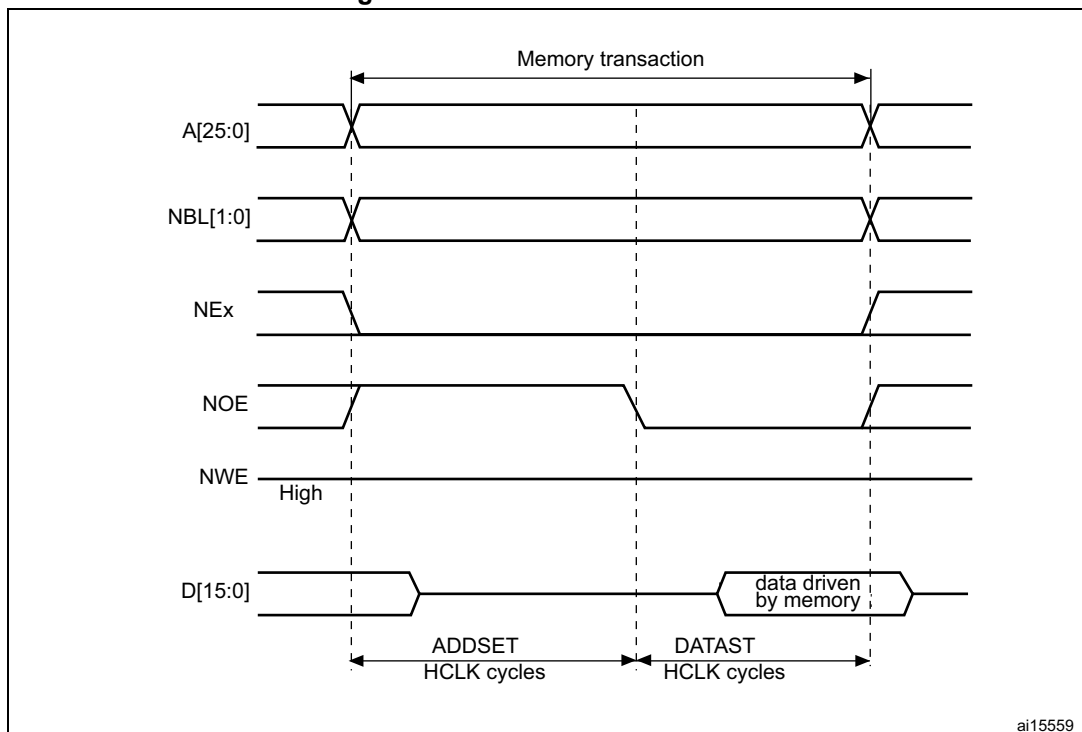 Memory transaction
A[25:0]
NBL[1:0]
NEx
NOE
NWE
High
D[15:0]
data driven
by memory
ADDSET
HCLK cycles
DATAST
HCLK cycles
ai15559